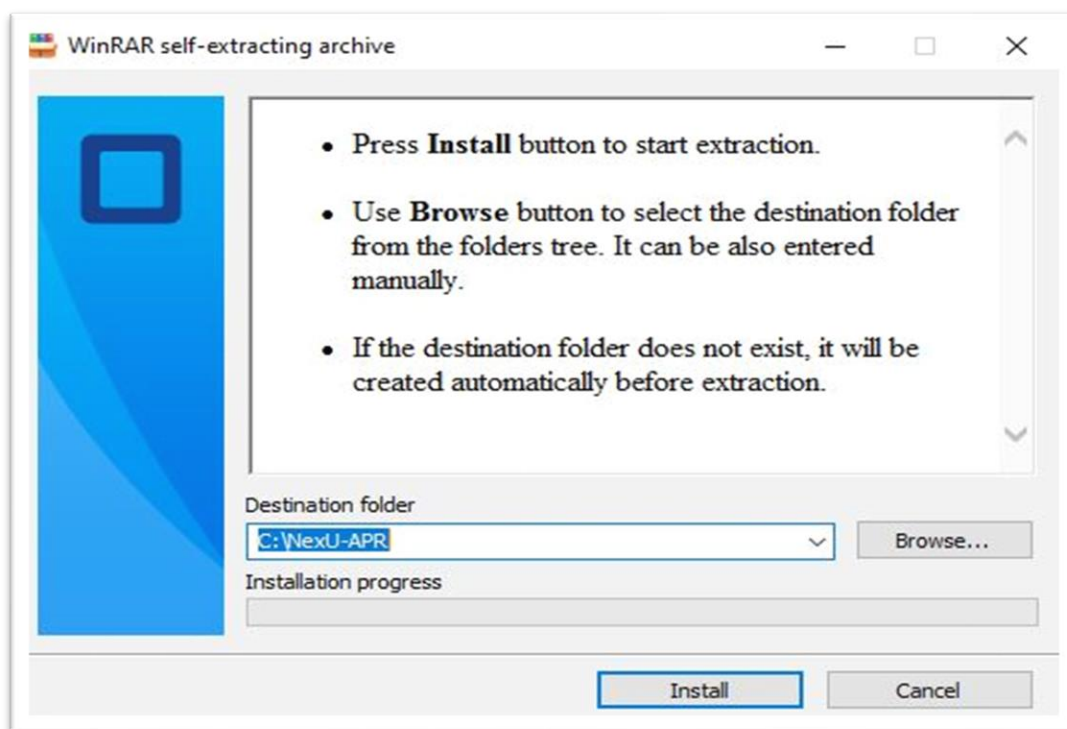 WinRAR self-extracting archive
• Press Install button to start extraction.
• Use Browse button to select the destination folder
from the folders tree. It can be also entered
manually.
• If the destination folder does not exist, it will be
created automatically before extraction.
Destination folder
C:\NexU-APR
Browse...
Installation progress
Install
Cancel